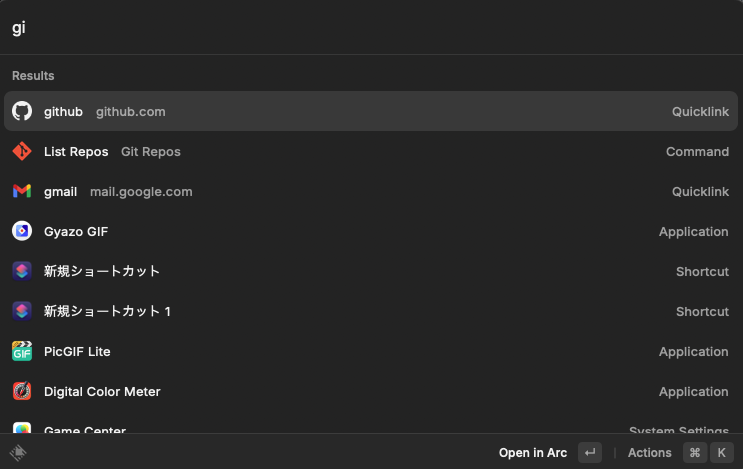 gi
Results
github github.com Quicklink
List Repos Git Repos Command
gmail mail.google.com Quicklink
Gyazo GIF Application
新規ショートカット Shortcut
新規ショートカット 1 Shortcut
GIF PicGIF Lite Application
Digital Color Meter Application
Game Center System Settings
Open in Arc ↵ | Actions ⌘ K